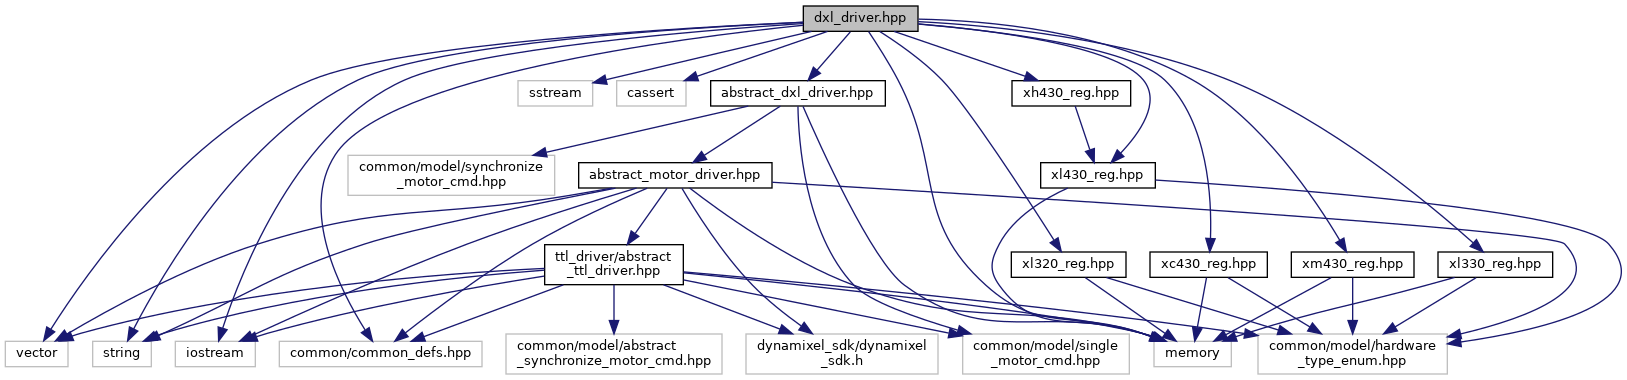 dxl_driver.hpp
sstream
cassert
abstract_dxl_driver.hpp
xh430_reg.hpp
common/model/synchronize
_motor_cmd.hpp
abstract_motor_driver.hpp
xl430_reg.hpp
ttl_driver/abstract
_ttl_driver.hpp
xl320_reg.hpp
xc430_reg.hpp
xm430_reg.hpp
xl330_reg.hpp
vector
string
iostream
common/common_defs.hpp
common/model/abstract
_synchronize_motor_cmd.hpp
dynamixel_sdk/dynamixel
_sdk.h
common/model/single
_motor_cmd.hpp
memory
common/model/hardware
_type_enum.hpp